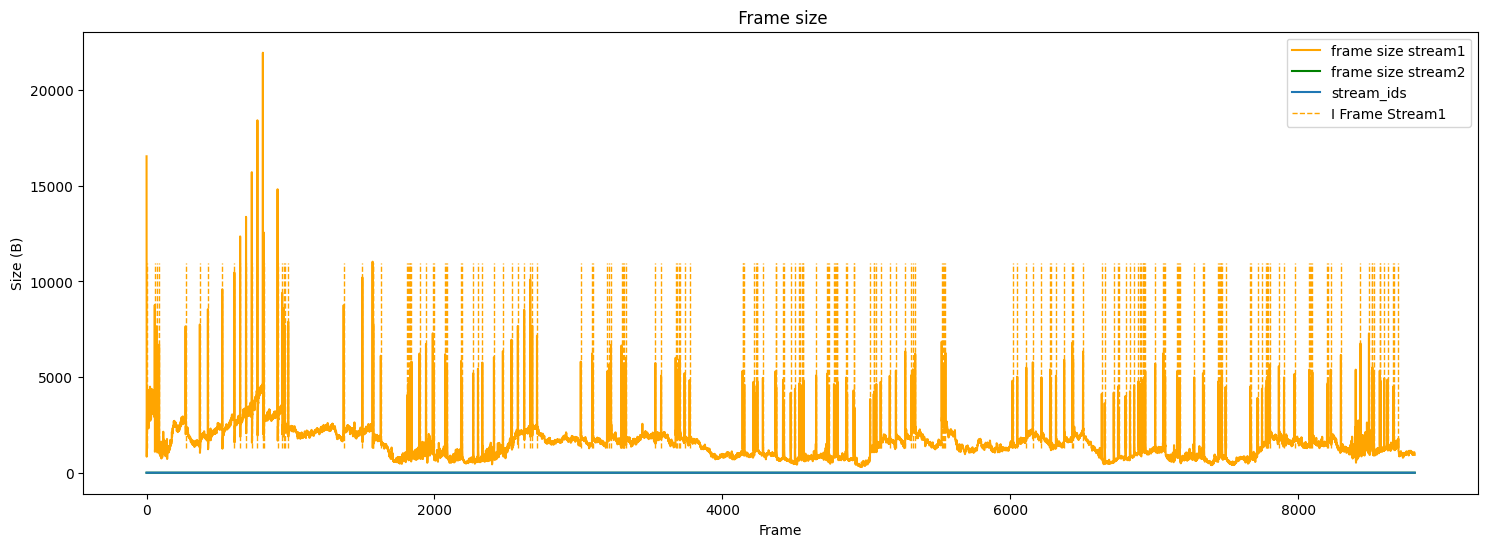 Frame size
frame size stream1
frame size stream2
stream_ids
I Frame Stream1
Size (B)
20000
15000
10000
5000
0
0 2000 4000 6000 8000
Frame